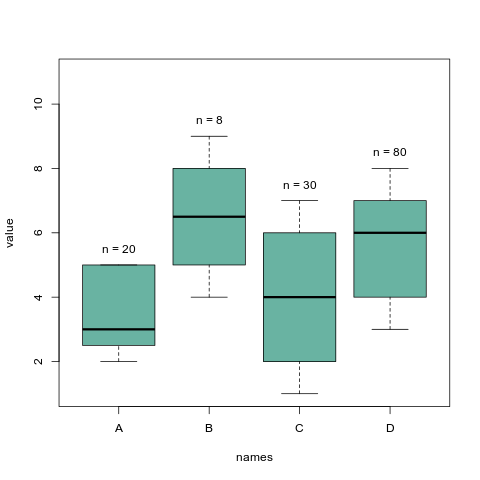 10
8
6
4
2
value
n = 20
n = 8
n = 30
n = 80
A
B
C
D
names